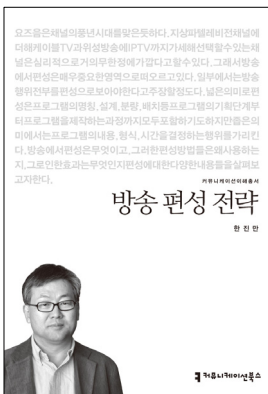 요즈음은채널의풍년시대를맞은듯하다.지상파텔레비전채널에
더해케이블TV과위성방송에IPTV까지가세해선택할수있는채
널은실리적으로거의무한정에가깝다고할수있다.그래서방송
에서편성은매우중요한영역으로떠오르고있다.일부에서는방송
행위전부를편성으로보아야한다고주장할정도다.넓은의미로편
성은프로그램의명칭,설계,분량,배치등프로그램의기획단계부
터프로그램을제작하는과정까지모두포함하기도하지만좁은의
미에서는프로그램의내용,형식,시간을결정하는행위들을가리킨
다.방송에서편성은무엇이고,그러한편성방법들은왜사용하는
지,그로인한효과는무엇인지편성에대한다양한내용들을살펴보
고자한다.
커뮤니케이션이해총서
방송 편성 전략
한진만
커뮤니케이션북스